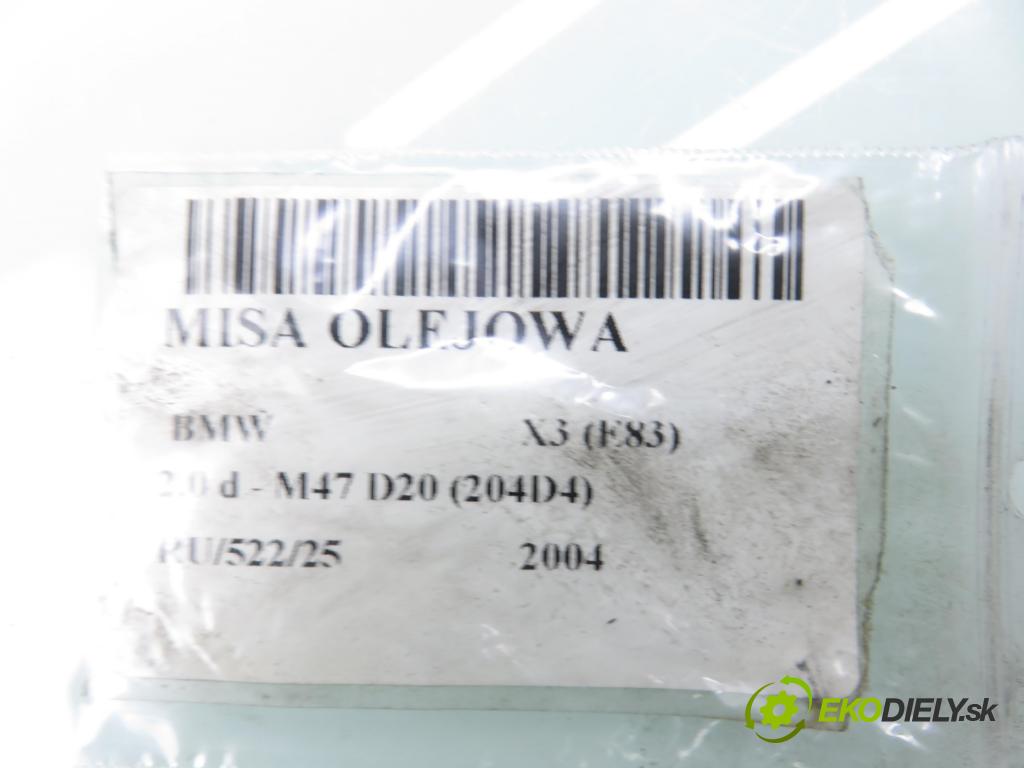 MISA OLEJOWA
BMW X3 (E83)
2.0 d - M47 D20 (204D4)
RU/522/25 2004
EKODIELY.sk